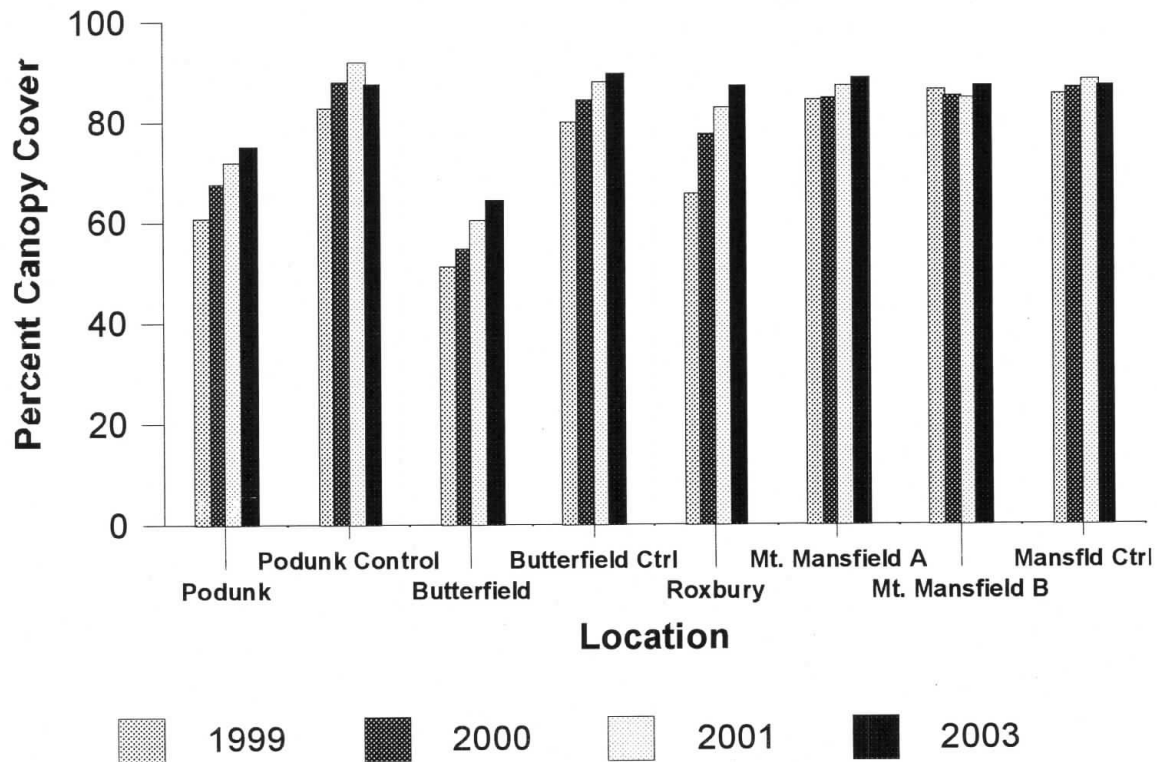 Percent Canopy Cover
100
80
60
40
20
0
Podunk Control Butterfield Ctrl Mt. Mansfield A Mansfld Ctrl
Podunk Butterfield Roxbury Mt. Mansfield B
Location
1999 2000 2001 2003